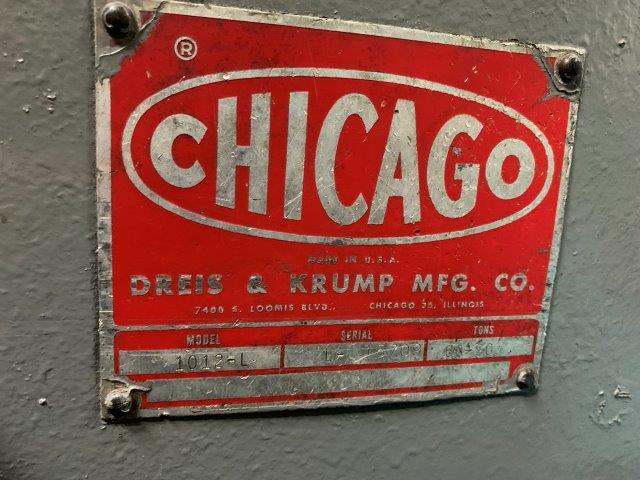 ®
CHICAGO
MADE IN U.S.A.
DREIS & KRUMP MFG. CO.
7400 S. LOOMIS BLVD., CHICAGO 36, ILLINOIS
MODEL SERIAL TONS
1012-L